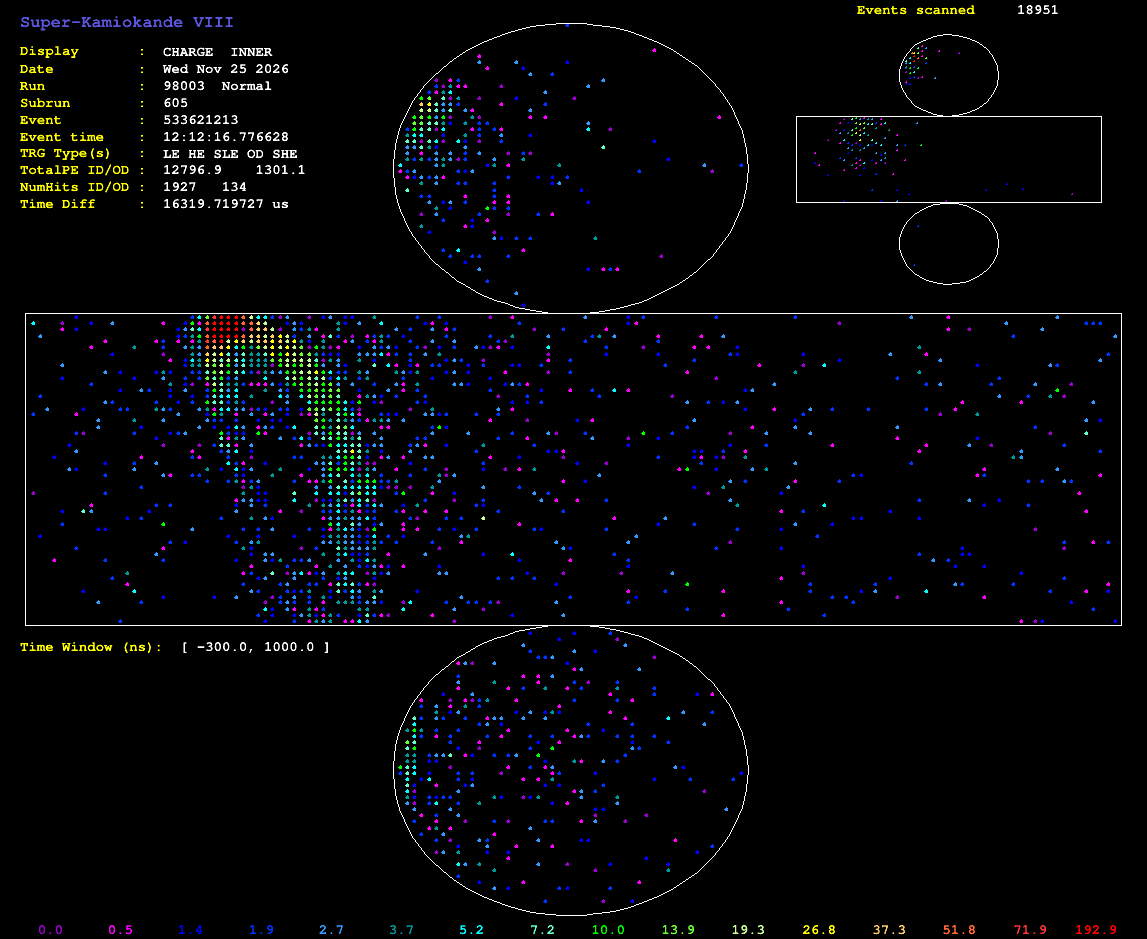 Super-Kamiokande VIII
Events scanned 18951
Display : CHARGE INNER
Date : Wed Nov 25 2026
Run : 98003 Normal
Subrun : 605
Event : 533621213
Event time : 12:12:16.776628
TRG Type(s) : LE HE SLE OD SHE
TotalPE ID/OD : 12796.9 1301.1
NumHits ID/OD : 1927 134
Time Diff : 16319.719727 us
Time Window (ns): [ -300.0, 1000.0 ]
0.0 0.5 1.4 1.9 2.7 3.7 5.2 7.2 10.0 13.9 19.3 26.8 37.3 51.8 71.9 192.9